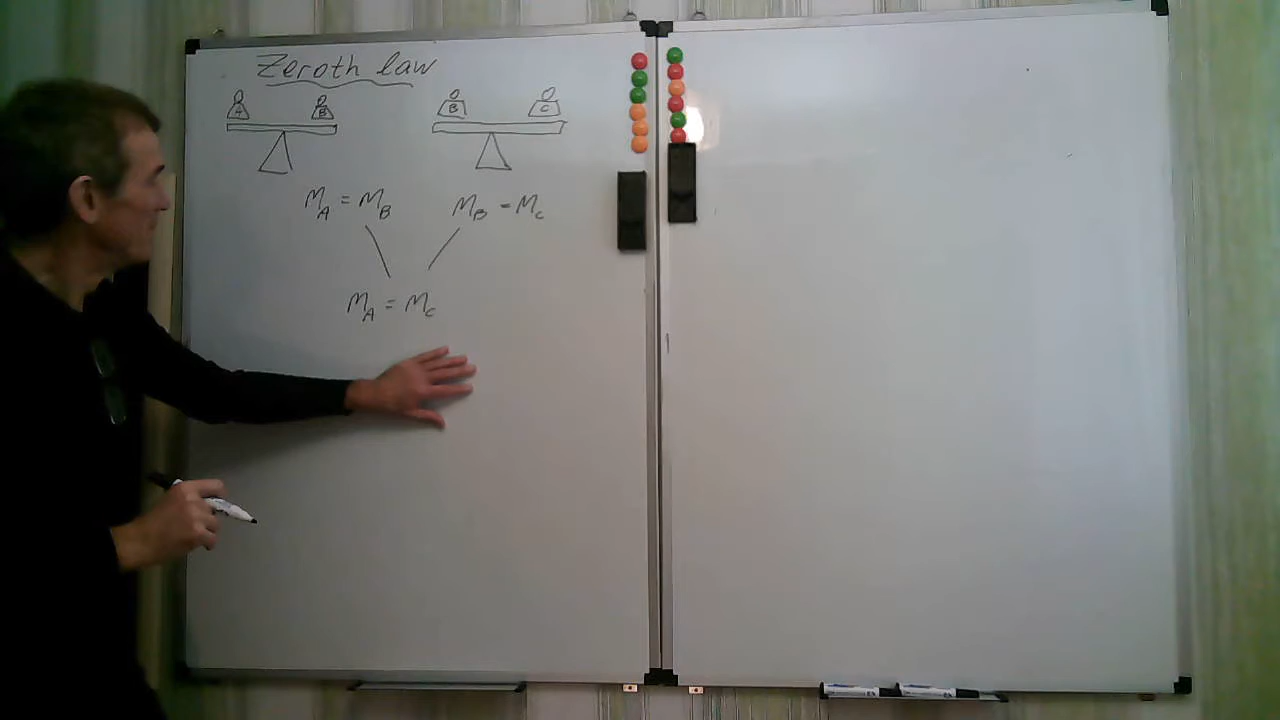 Zeroth law
A B B C
M_A = M_B M_B = M_C
M_A = M_C